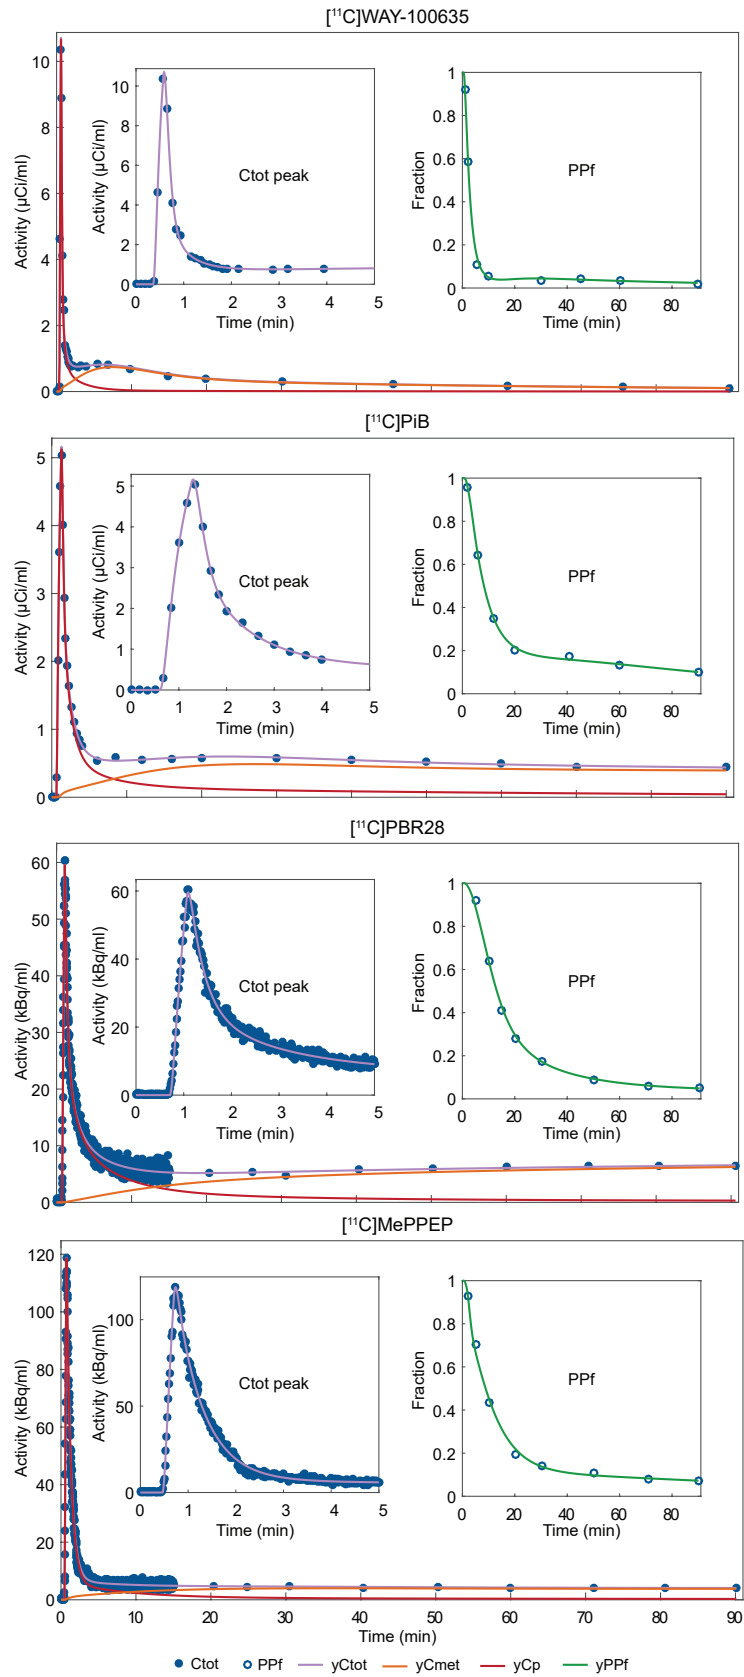 [¹¹C]WAY-100635
Activity (µCi/ml)
10
8
6
4
2
0
Activity (µCi/ml)
10
8
6
4
2
0
Ctot peak
0 1 2 3 4 5
Time (min)
Fraction
1
0.8
0.6
0.4
0.2
0
PPf
0 20 40 60 80
Time (min)
[¹¹C]PiB
Activity (µCi/ml)
5
4
3
2
1
0
Activity (µCi/ml)
5
4
3
2
1
0
Ctot peak
0 1 2 3 4 5
Time (min)
Fraction
1
0.8
0.6
0.4
0.2
0
PPf
0 20 40 60 80
Time (min)
[¹¹C]PBR28
Activity (kBq/ml)
60
50
40
30
20
10
0
Activity (kBq/ml)
60
40
20
0
Ctot peak
0 1 2 3 4 5
Time (min)
Fraction
1
0.8
0.6
0.4
0.2
0
PPf
0 20 40 60 80
Time (min)
[¹¹C]MePPEP
Activity (kBq/ml)
120
100
80
60
40
20
0
Activity (kBq/ml)
100
50
0
Ctot peak
0 1 2 3 4 5
Time (min)
Fraction
1
0.8
0.6
0.4
0.2
0
PPf
0 20 40 60 80
Time (min)
0 10 20 30 40 50 60 70 80 90
Time (min)
Ctot PPf yCtot yCmet yCp yPPf